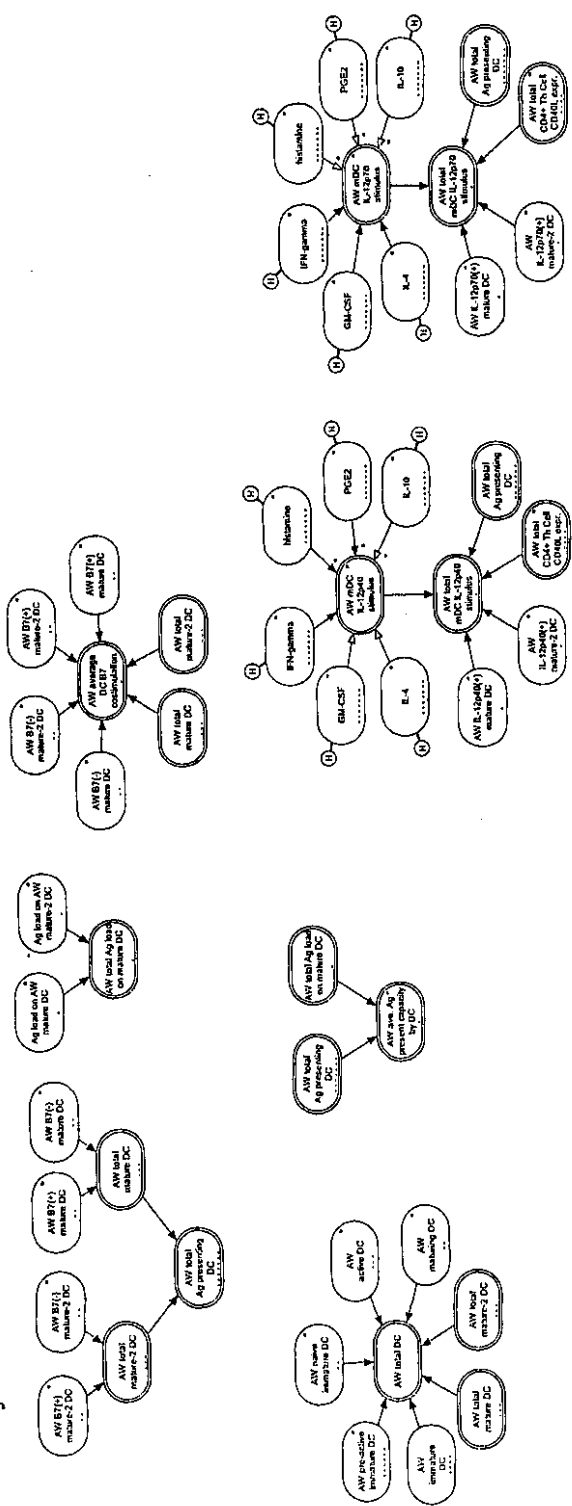 AW B7(+)
mature-2 DC
AW B7(-)
mature-2 DC
AW B7(+)
mature DC
AW B7(-)
mature DC
AW total
mature-2 DC
AW total
mature DC
AW total
Ag presenting
DC
Ag load on AW
mature DC
Ag load on AW
mature-2 DC
AW total Ag load
on mature DC
AW B7(-)
mature DC
AW B7(-)
mature-2 DC
AW B7(+)
mature-2 DC
AW B7(+)
mature DC
AW average
DC B7
costimulation
AW total
mature DC
AW total
mature-2 DC
AW pre-active
immature DC
AW naive
immature DC
AW
active DC
AW total DC
AW
immature
DC
AW
maturing DC
AW total
mature DC
AW total
mature-2 DC
AW total
Ag presenting
DC
AW total Ag load
on mature DC
AW ave. Ag
present capacity
by DC
H
H
H
IFN-gamma
histamine
GM-CSF
PGE2
H
H
AW mDC
IL-12p40
stimulus
IL-4
IL-10
H
H
AW total
mDC IL-12p40
stimulus
AW IL-12p40(+)
mature DC
AW
IL-12p40(+)
mature-2 DC
AW total
CD4+ Th Cell
CD40L expr.
AW total
Ag presenting
DC
H
H
IFN-gamma
histamine
GM-CSF
PGE2
H
H
AW mDC
IL-12p70
stimulus
IL-4
IL-10
H
H
AW total
mDC IL-12p70
stimulus
AW IL-12p70(+)
mature DC
AW
IL-12p70(+)
mature-2 DC
AW total
CD4+ Th Cell
CD40L expr.
AW total
Ag presenting
DC